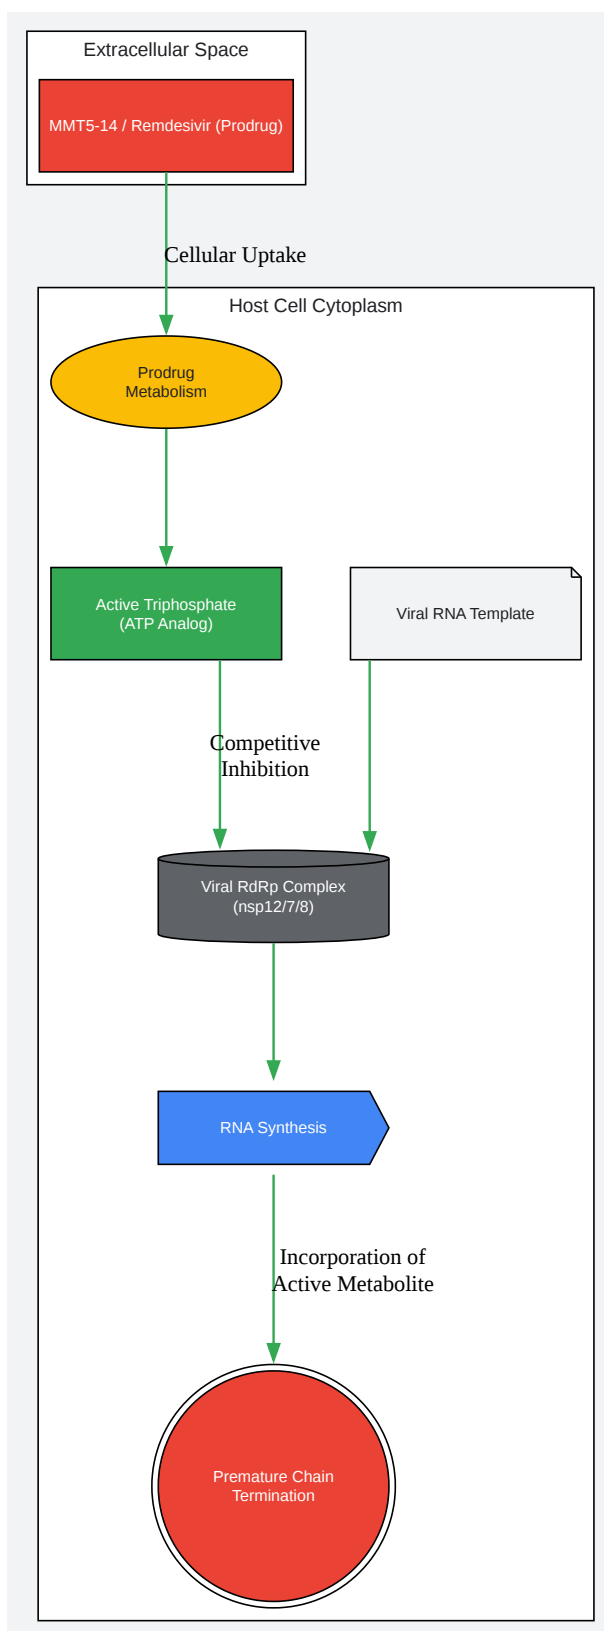 Extracellular Space
MMT5-14 / Remdesivir (Prodrug)
Cellular Uptake
Host Cell Cytoplasm
Prodrug
Metabolism
Active Triphosphate
(ATP Analog)
Viral RNA Template
Competitive
Inhibition
Viral RdRp Complex
(nsp12/7/8)
RNA Synthesis
Incorporation of
Active Metabolite
Premature Chain
Termination